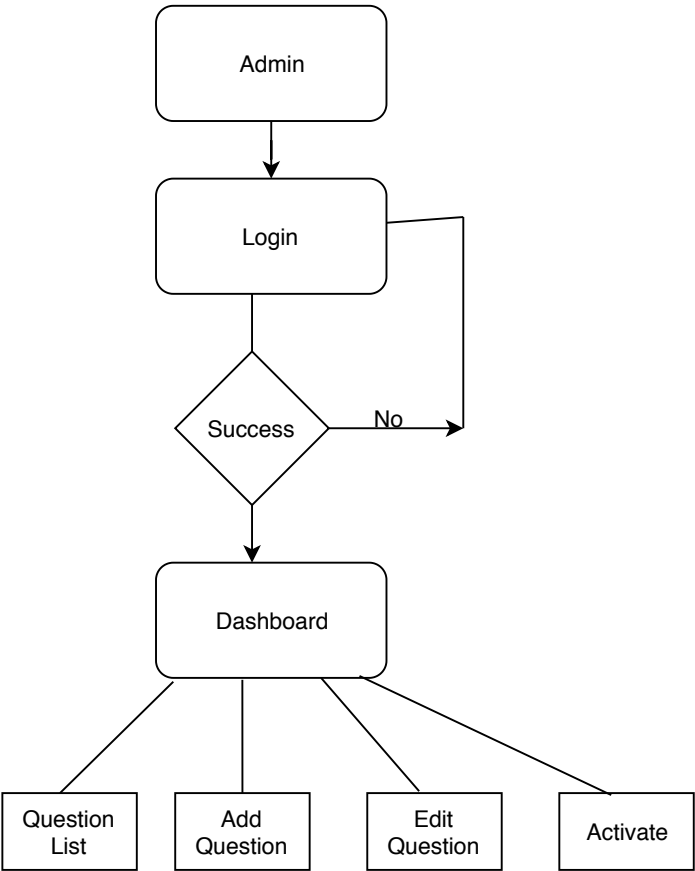 Admin
Login
Success
No
Dashboard
Question
List
Add
Question
Edit
Question
Activate